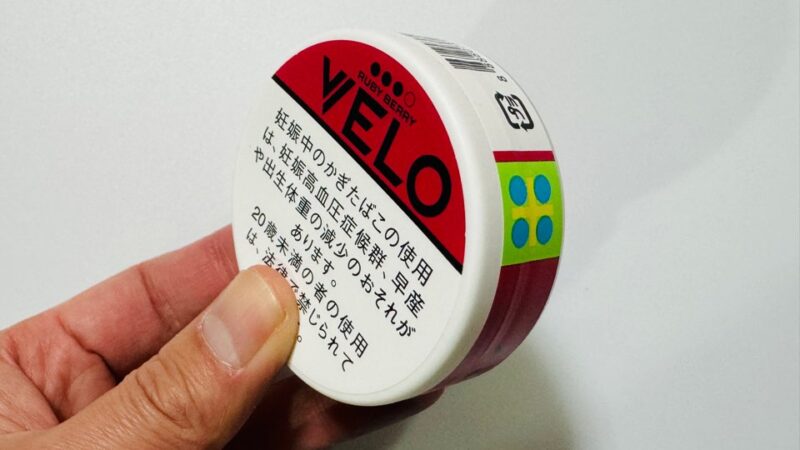 RUBY BERRY
VELO
妊娠中のかぎたばこの使用
は、妊娠高血圧症候群、早産
や出生体重の減少のおそれが
あります。
20歳未満の者の使用
は、法律で禁じられて
。